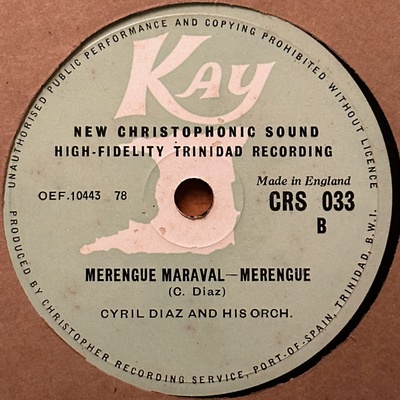 UNAUTHORISED PUBLIC PERFORMANCE AND COPYING PROHIBITED WITHOUT LICENCE
KAY
NEW CHRISTOPHONIC SOUND
HIGH-FIDELITY TRINIDAD RECORDING
OEF.10443 78
Made in England
CRS 033
B
MERENGUE MARAVAL—MERENGUE
(C. Diaz)
CYRIL DIAZ AND HIS ORCH.
PRODUCED BY CHRISTOPHER RECORDING SERVICE, PORT-OF-SPAIN, TRINIDAD, B.W.I.